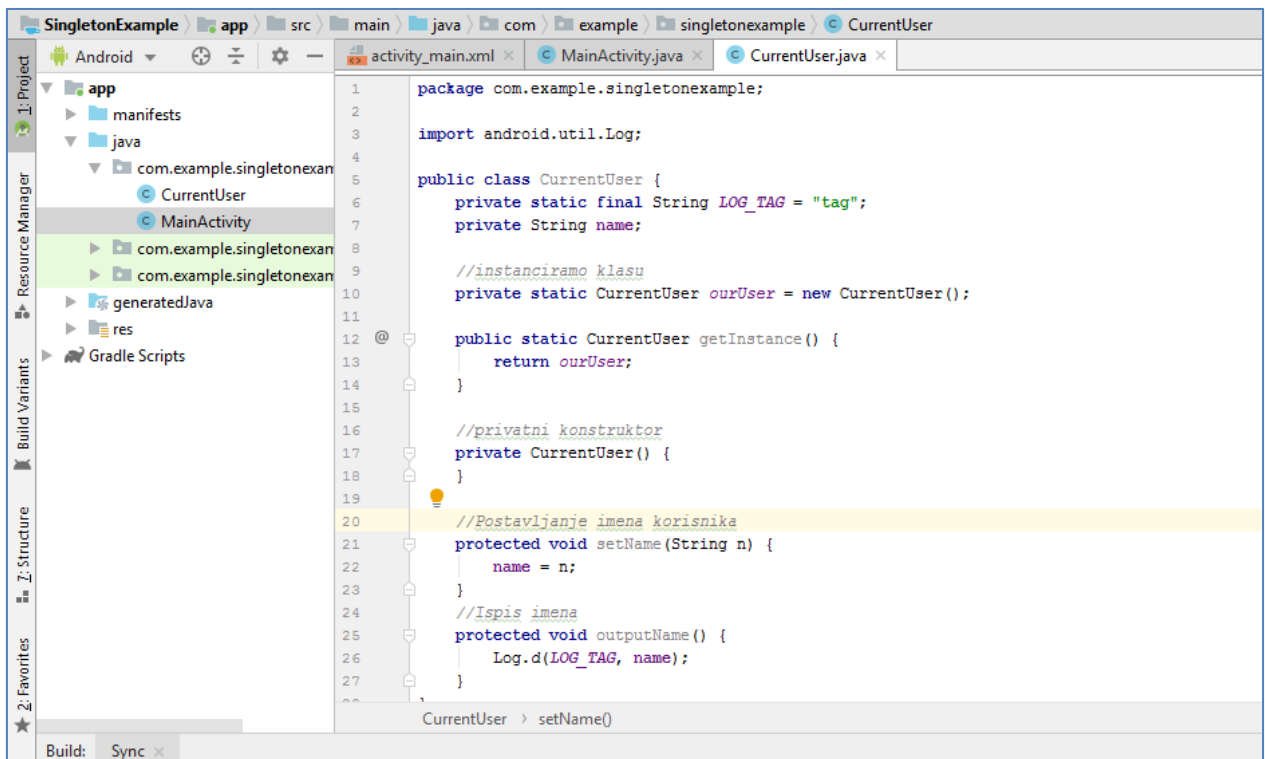 SingletonExample app src main java com example singletonexample CurrentUser
Android
activity_main.xml MainActivity.java CurrentUser.java
1: Project
Resource Manager
Build Variants
7: Structure
2: Favorites
app
manifests
java
com.example.singletonexam
CurrentUser
MainActivity
com.example.singletonexam
com.example.singletonexam
generatedJava
res
Gradle Scripts
1 package com.example.singletonexample;
2
3 import android.util.Log;
4
5 public class CurrentUser {
6 private static final String LOG_TAG = "tag";
7 private String name;
8
9 //instanciramo klasu
10 private static CurrentUser ourUser = new CurrentUser();
11
12 @ public static CurrentUser getInstance() {
13 return ourUser;
14 }
15
16 //privatni konstruktor
17 private CurrentUser() {
18 }
19
20 //Postavljanje imena korisnika
21 protected void setName(String n) {
22 name = n;
23 }
24 //Ispis imena
25 protected void outputName() {
26 Log.d(LOG_TAG, name);
27 }
CurrentUser > setName()
Build: Sync